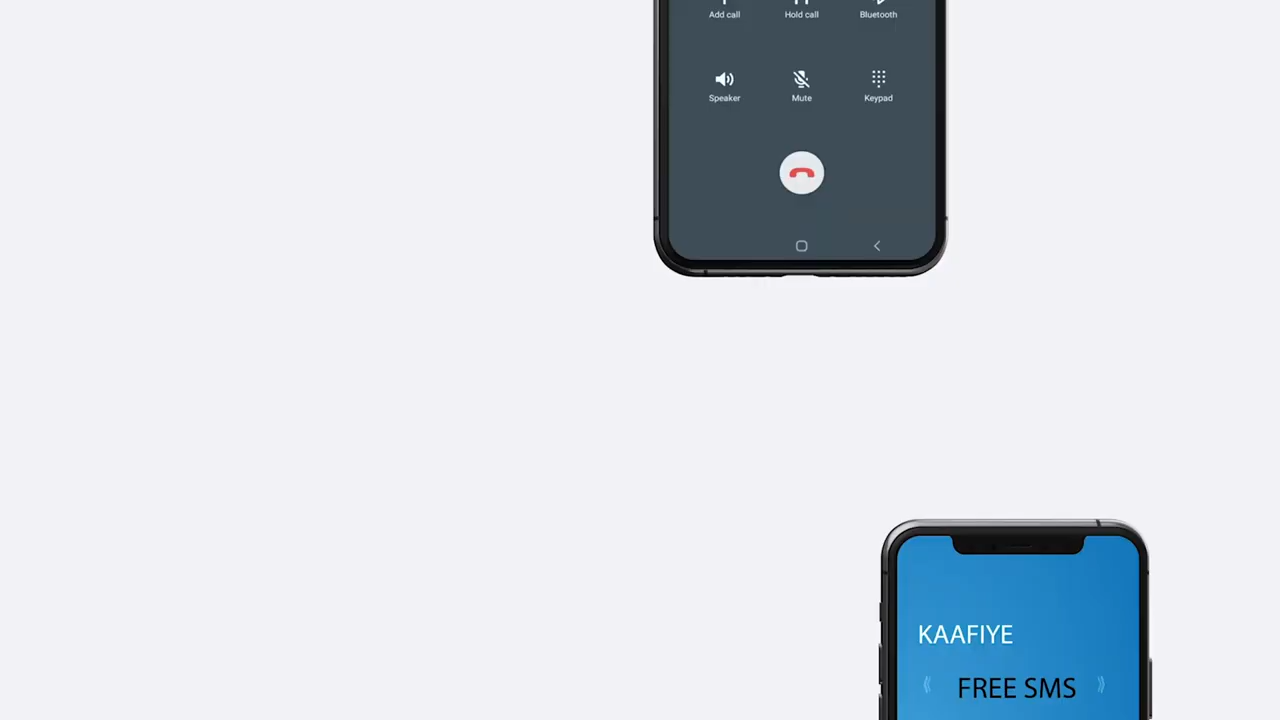 Add call Hold call Bluetooth
Speaker Mute Keypad
KAAFIYE
FREE SMS